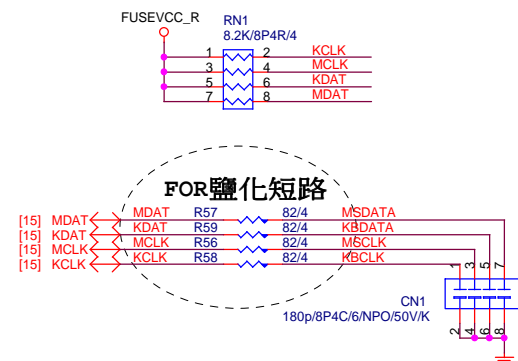 FUSEVCC_R
RN1
8.2K/8P4R/4
1 2 KCLK
3 4 MCLK
5 6 KDAT
7 8 MDAT
FOR鹽化短路
[15] MDAT MDAT R57 82/4 MSDATA
[15] KDAT KDAT R59 82/4 KBDATA
[15] MCLK MCLK R56 82/4 MSCLK
[15] KCLK KCLK R58 82/4 KBCLK
1 3 5 7
CN1
180p/8P4C/6/NPO/50V/K
2 4 6 8